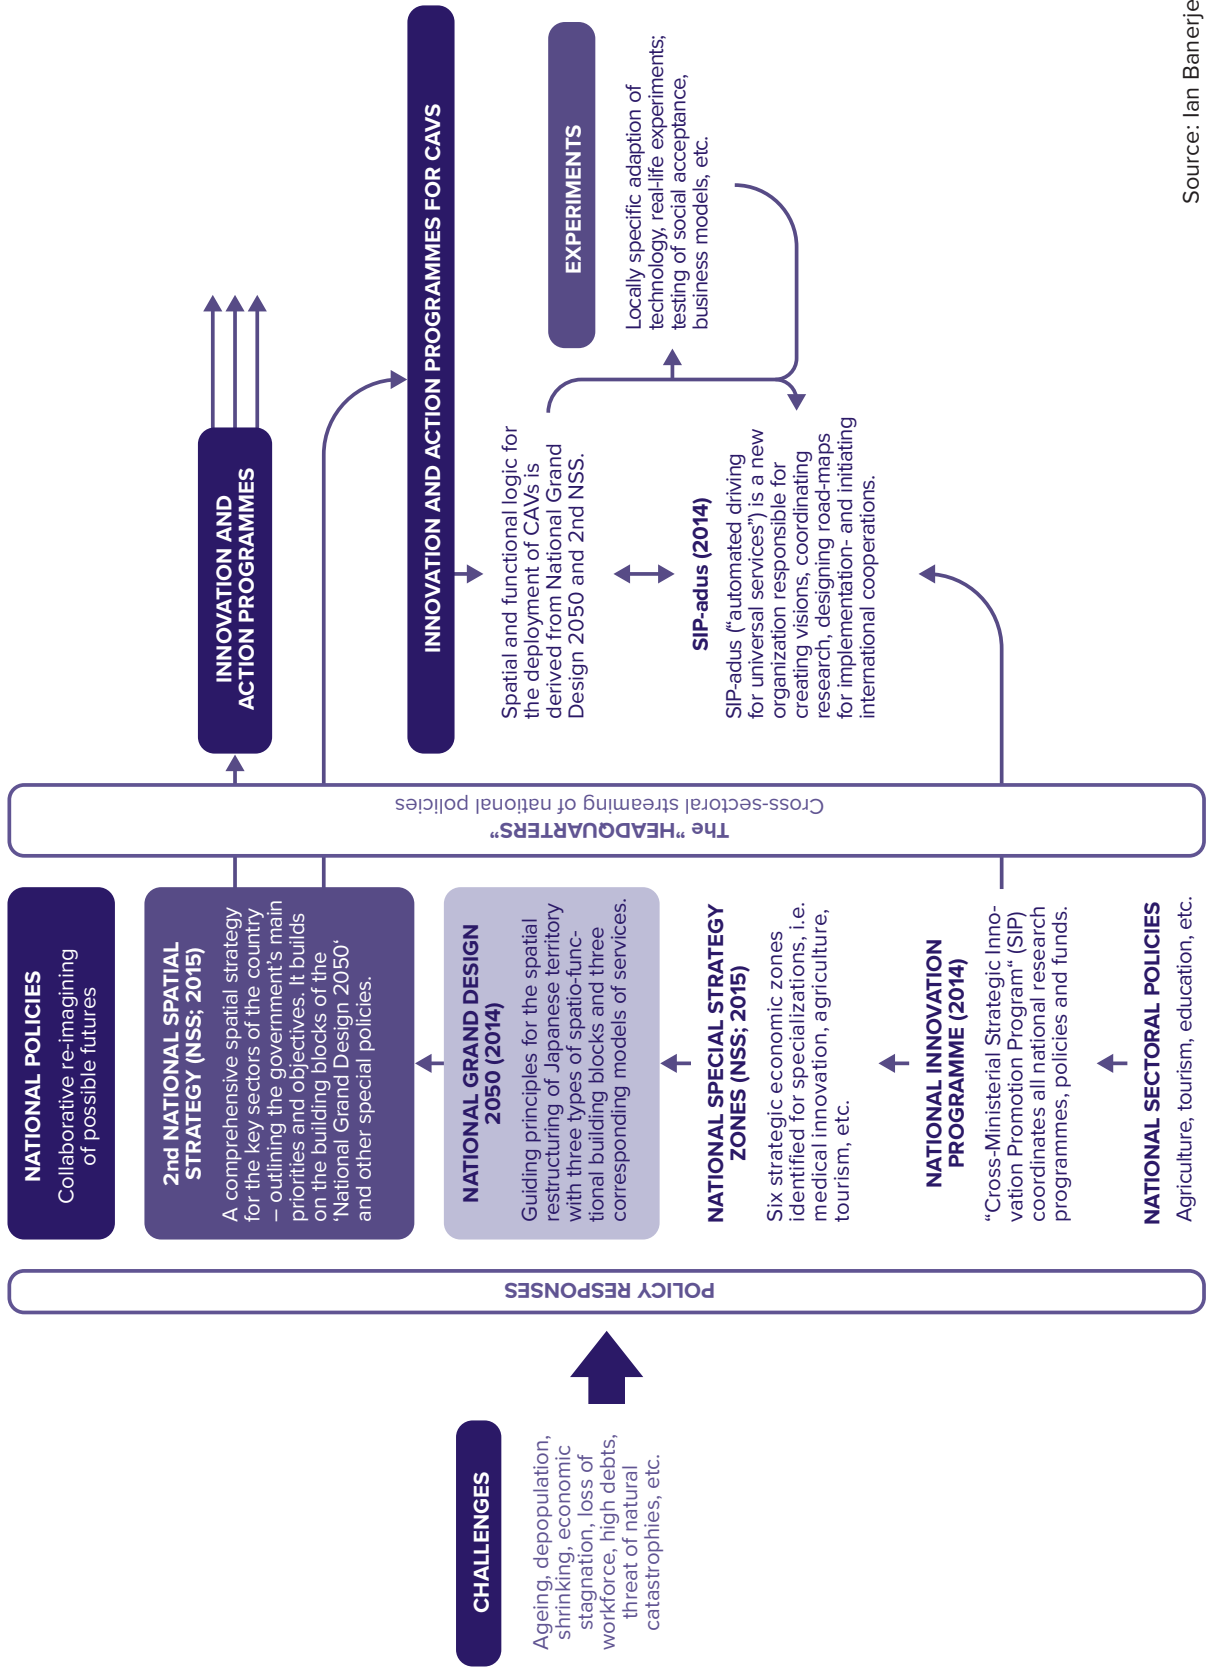 CHALLENGES
Ageing, depopulation,
shrinking, economic
stagnation, loss of
workforce, high debts,
threat of natural
catastrophies, etc.
POLICY RESPONSES
NATIONAL POLICIES
Collaborative re-imagining
of possible futures
2nd NATIONAL SPATIAL
STRATEGY (NSS; 2015)
A comprehensive spatial strategy
for the key sectors of the country
– outlining the government's main
priorities and objectives. It builds
on the building blocks of the
‘National Grand Design 2050‘
and other special policies.
NATIONAL GRAND DESIGN
2050 (2014)
Guiding principles for the spatial
restructuring of Japanese territory
with three types of spatio-func-
tional building blocks and three
corresponding models of services.
NATIONAL SPECIAL STRATEGY
ZONES (NSS; 2015)
Six strategic economic zones
identified for specializations, i.e.
medical innovation, agriculture,
tourism, etc.
NATIONAL INNOVATION
PROGRAMME (2014)
“Cross-Ministerial Strategic Inno-
vation Promotion Program“ (SIP)
coordinates all national research
programmes, policies and funds.
NATIONAL SECTORAL POLICIES
Agriculture, tourism, education, etc.
The "HEADQUARTERS"
Cross-sectoral streaming of national policies
INNOVATION AND
ACTION PROGRAMMES
INNOVATION AND ACTION PROGRAMMES FOR CAVS
Spatial and functional logic for
the deployment of CAVs is
derived from National Grand
Design 2050 and 2nd NSS.
SIP-adus (2014)
SIP-adus (“automated driving
for universal services”) is a new
organization responsible for
creating visions, coordinating
research, designing road-maps
for implementation- and initiating
international cooperations.
EXPERIMENTS
Locally specific adaption of
technology, real-life experiments;
testing of social acceptance,
business models, etc.
Source: Ian Banerje